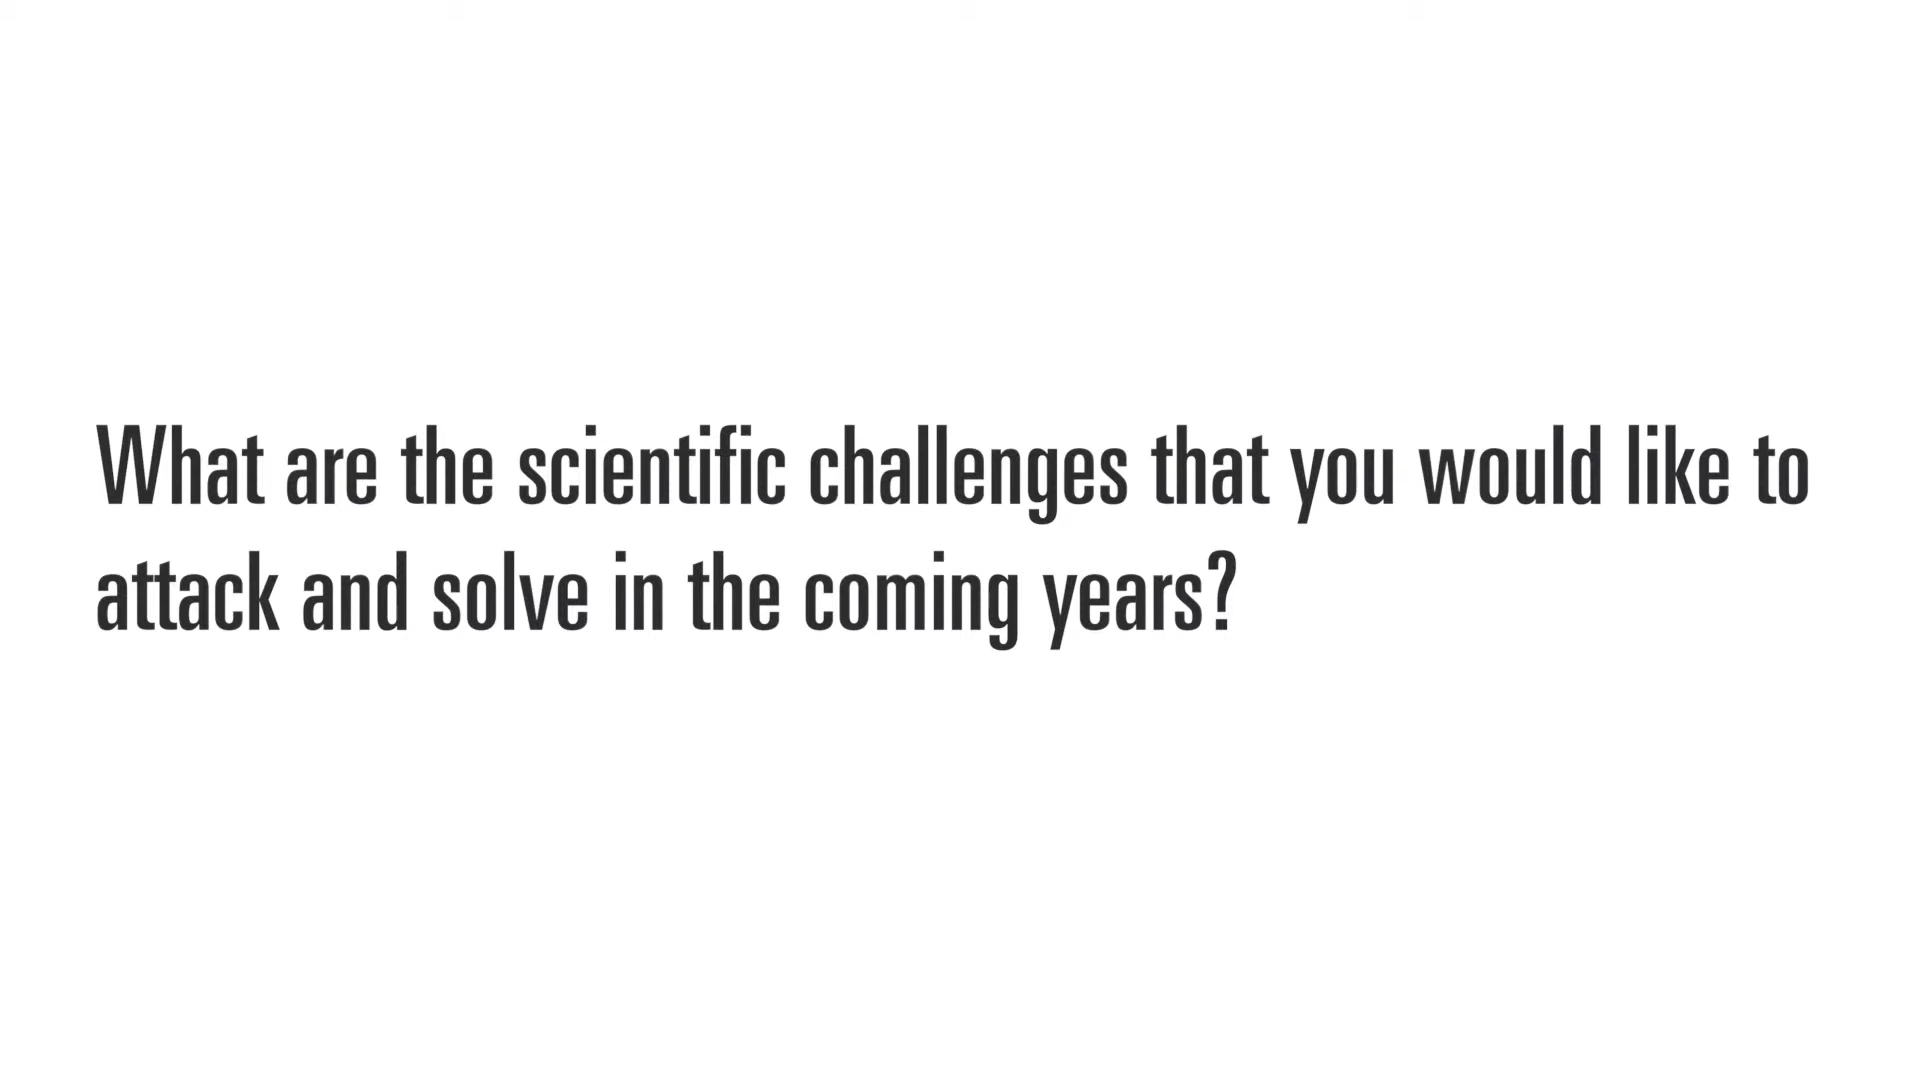 What are the scientific challenges that you would like to
attack and solve in the coming years?